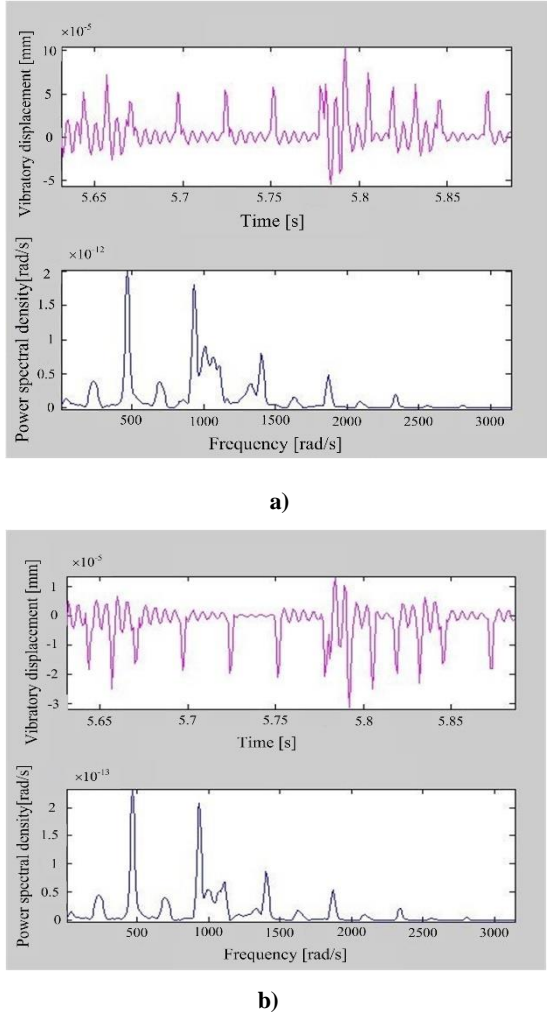 ×10⁻⁵
Vibratory displacement [mm]
10
5
0
-5
5.65 5.7 5.75 5.8 5.85
Time [s]
×10⁻¹²
Power spectral density[rad/s]
2
1.5
1
0.5
0
500 1000 1500 2000 2500 3000
Frequency [rad/s]
a)
×10⁻⁵
Vibratory displacement [mm]
1
0
-1
-2
-3
5.65 5.7 5.75 5.8 5.85
Time [s]
×10⁻¹³
Power spectral density[rad/s]
2
1.5
1
0.5
0
500 1000 1500 2000 2500 3000
Frequency [rad/s]
b)